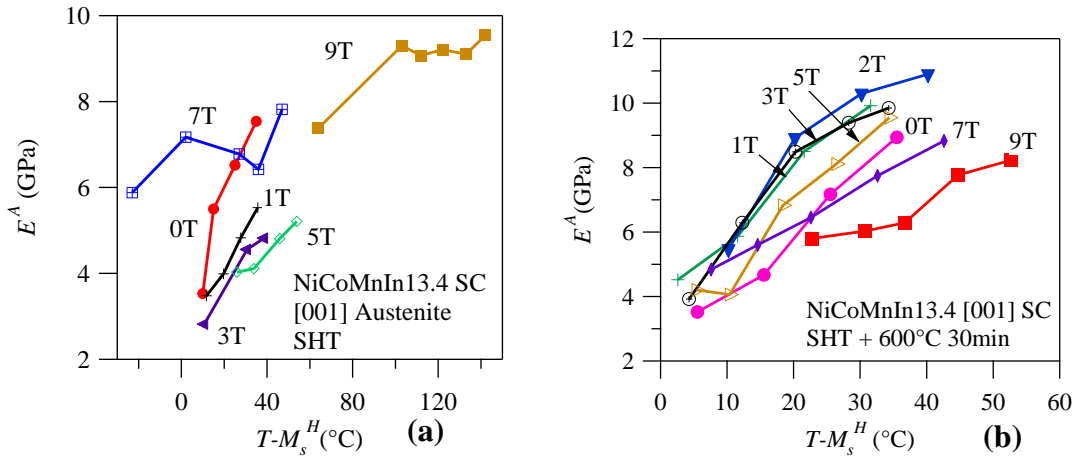 10
8
6
4
2
E^A (GPa)
9T
7T
0T
1T
5T
3T
NiCoMnIn13.4 SC
[001] Austenite
SHT
0 40 80 120
T-M_s^H(°C)
(a)
12
10
8
6
4
2
E^A (GPa)
2T
5T
3T
1T
0T
7T
9T
NiCoMnIn13.4 [001] SC
SHT + 600°C 30min
0 10 20 30 40 50 60
T-M_s^H(°C)
(b)